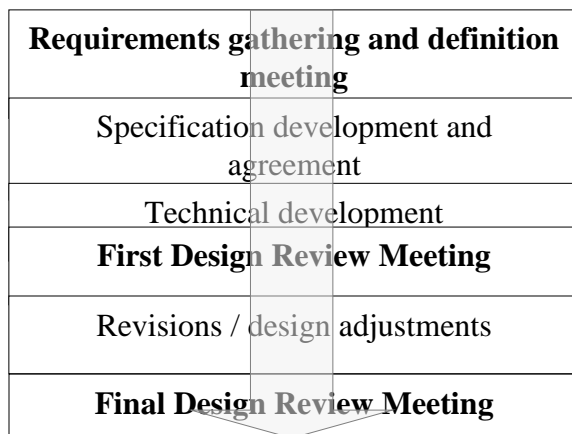 Requirements gathering and definition
meeting
Specification development and
agreement
Technical development
First Design Review Meeting
Revisions / design adjustments
Final Design Review Meeting